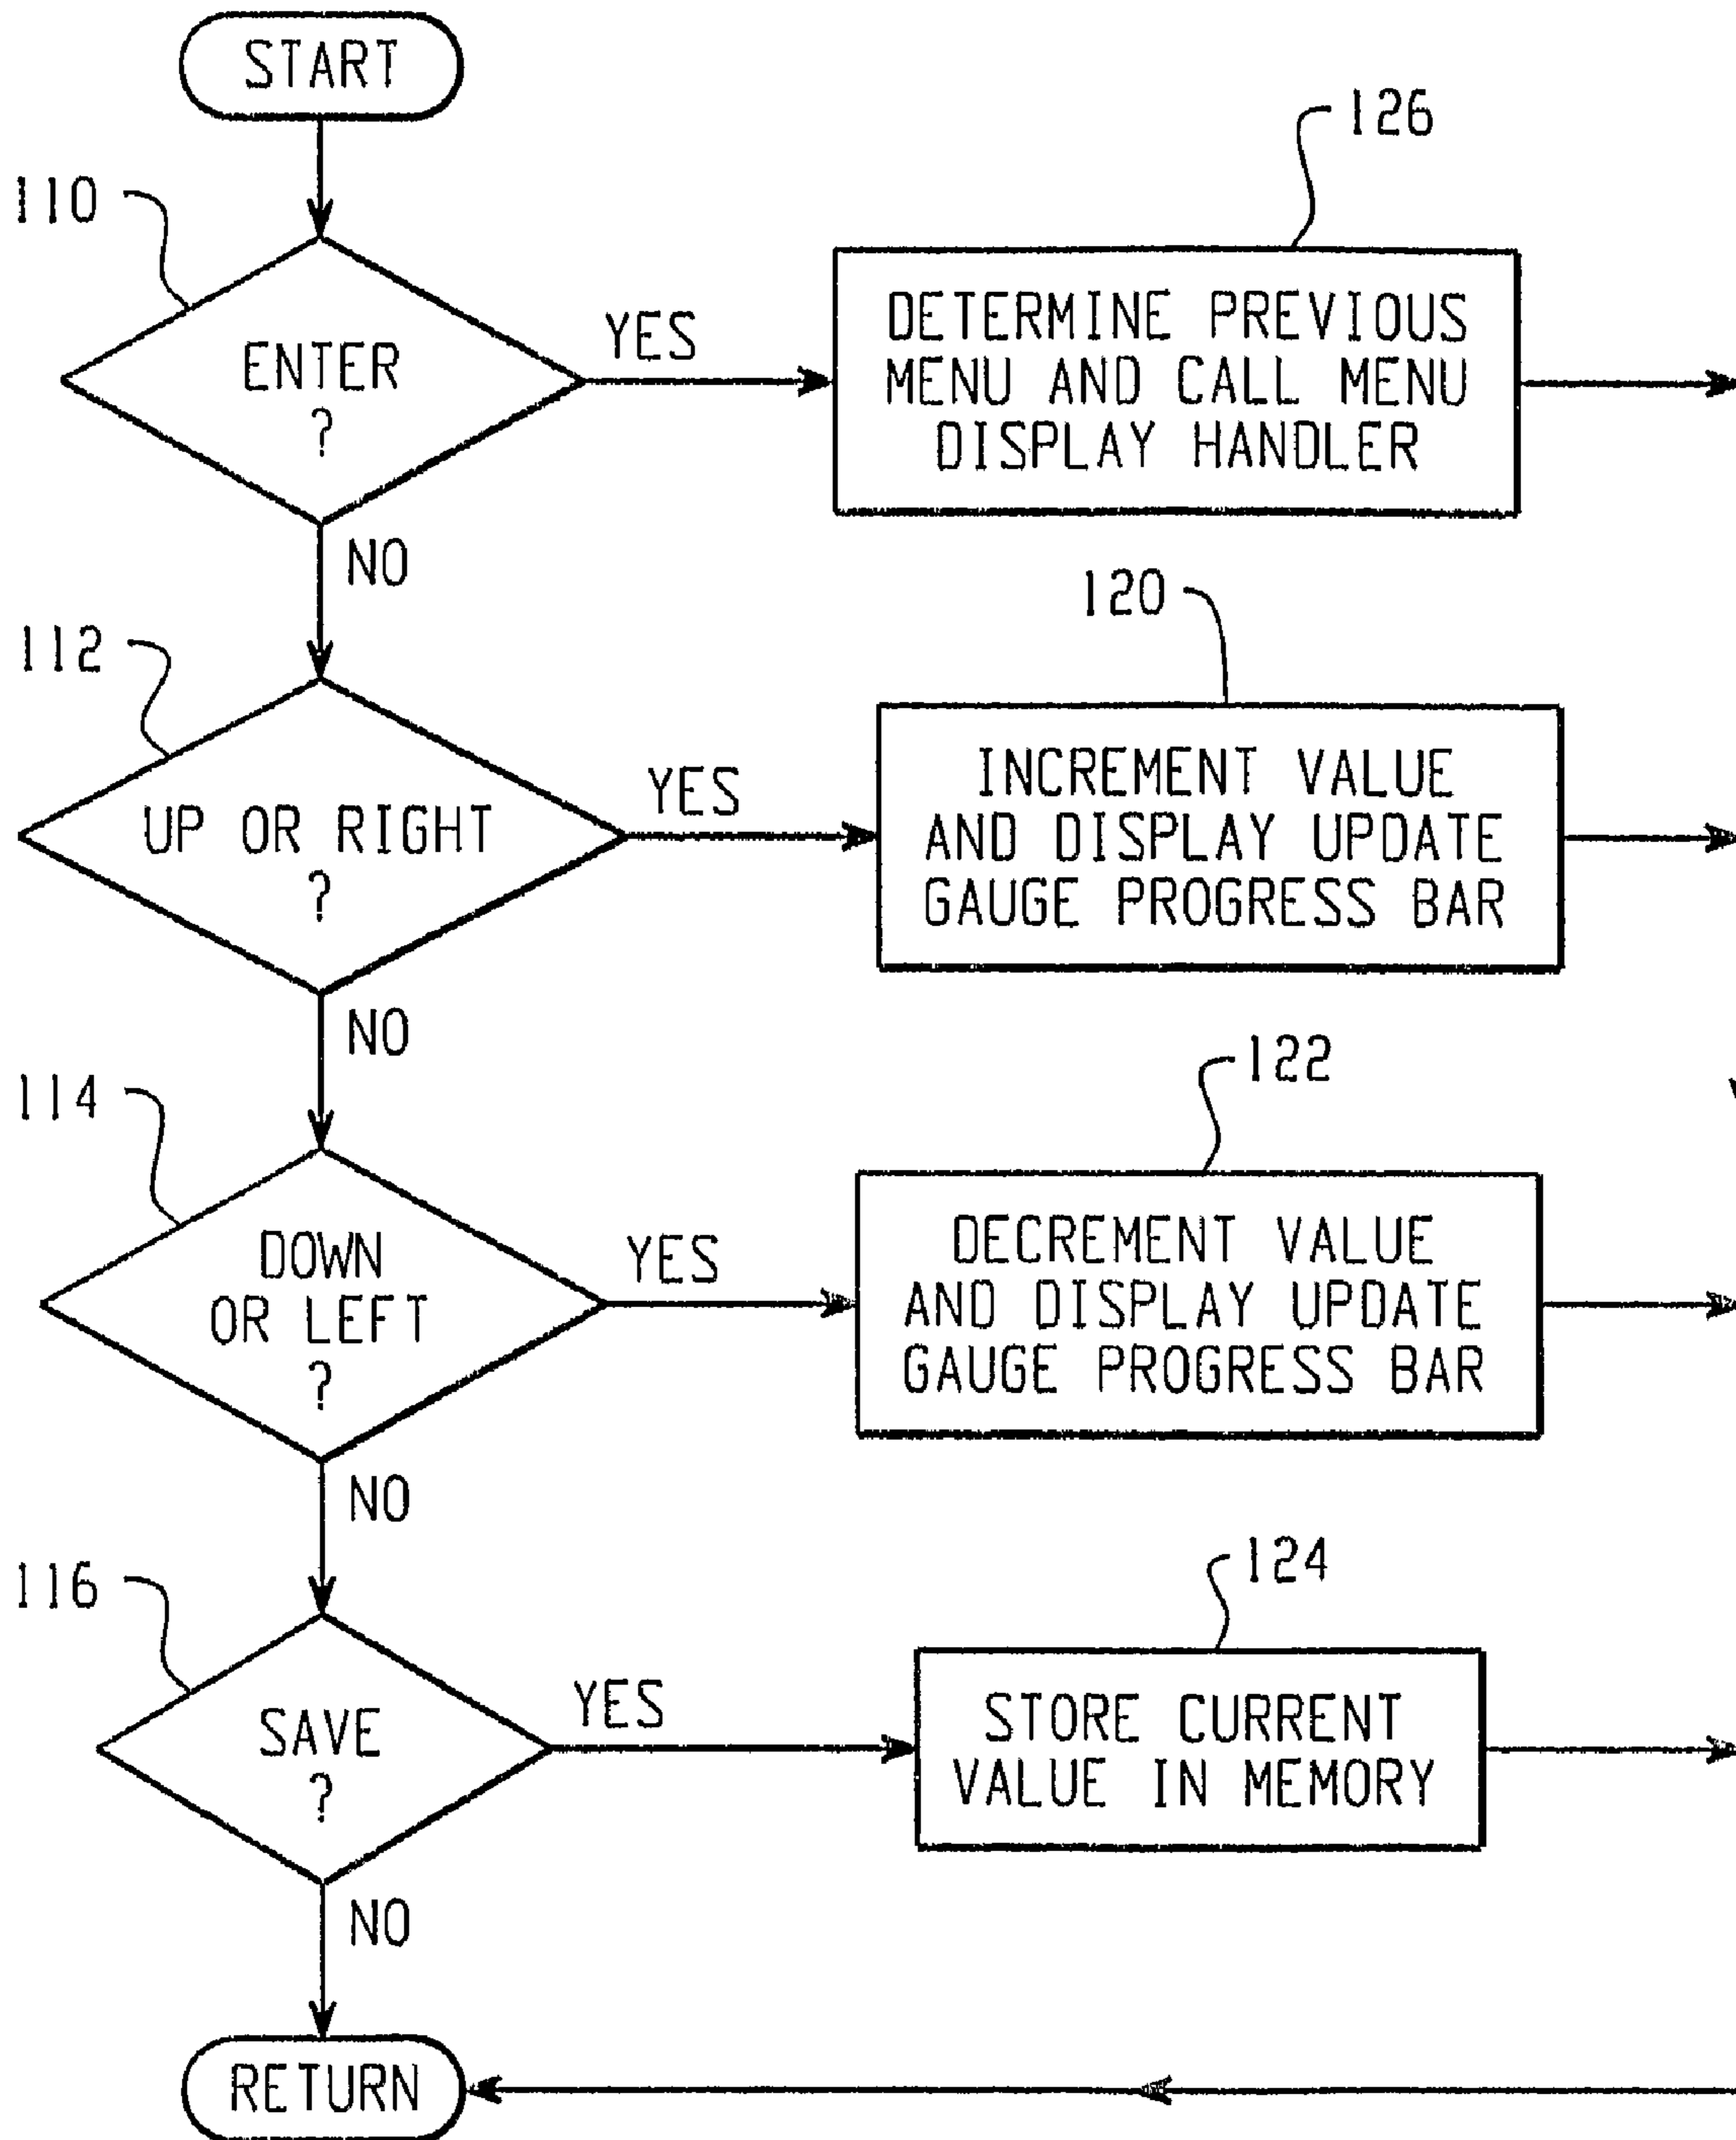 START
126
110
ENTER
?
YES
DETERMINE PREVIOUS
MENU AND CALL MENU
DISPLAY HANDLER
NO
120
112
UP OR RIGHT
?
YES
INCREMENT VALUE
AND DISPLAY UPDATE
GAUGE PROGRESS BAR
NO
122
114
DOWN
OR LEFT
?
YES
DECREMENT VALUE
AND DISPLAY UPDATE
GAUGE PROGRESS BAR
NO
124
116
SAVE
?
YES
STORE CURRENT
VALUE IN MEMORY
NO
RETURN